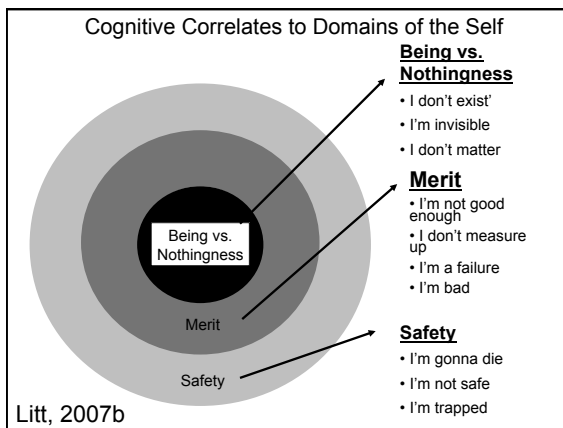 Cognitive Correlates to Domains of the Self
Being vs.
Nothingness
• I don't exist'
• I'm invisible
• I don't matter
Merit
• I'm not good
enough
• I don't measure
up
• I'm a failure
• I'm bad
Safety
• I'm gonna die
• I'm not safe
• I'm trapped
Being vs.
Nothingness
Merit
Safety
Litt, 2007b